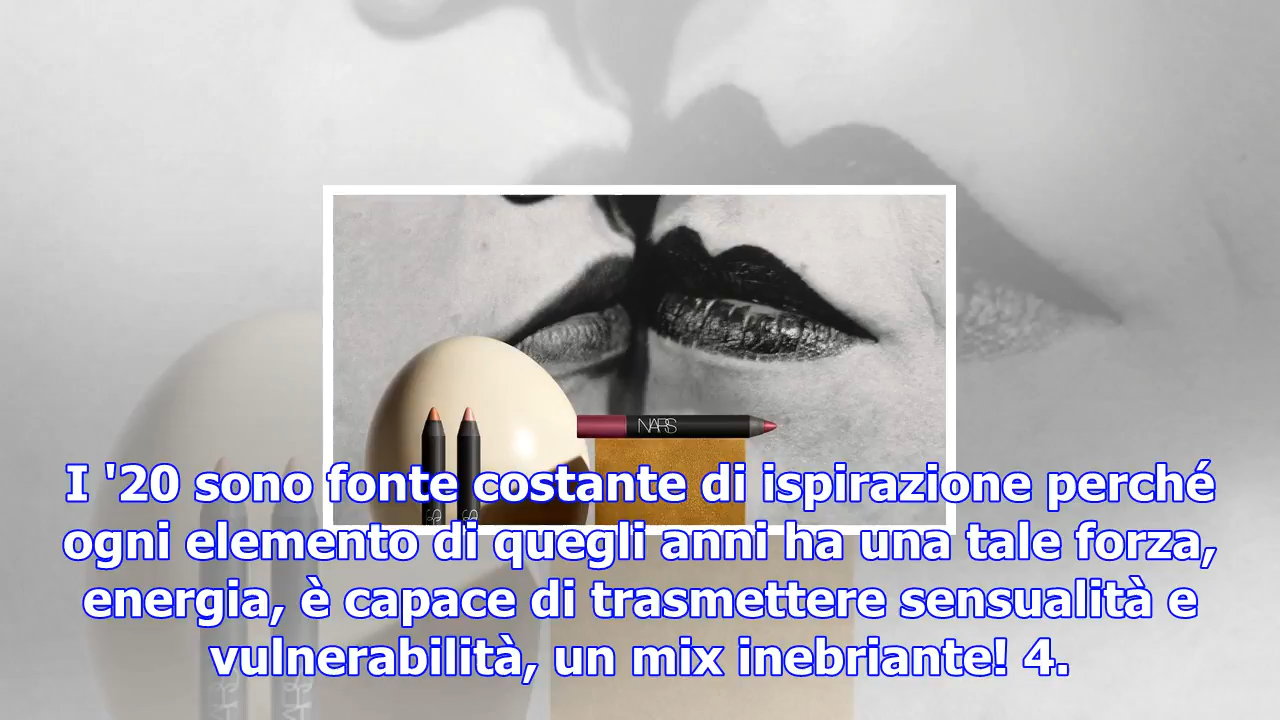 NARS
I '20 sono fonte costante di ispirazione perché
ogni elemento di quegli anni ha una tale forza,
energia, è capace di trasmettere sensualità e
vulnerabilità, un mix inebriante! 4.